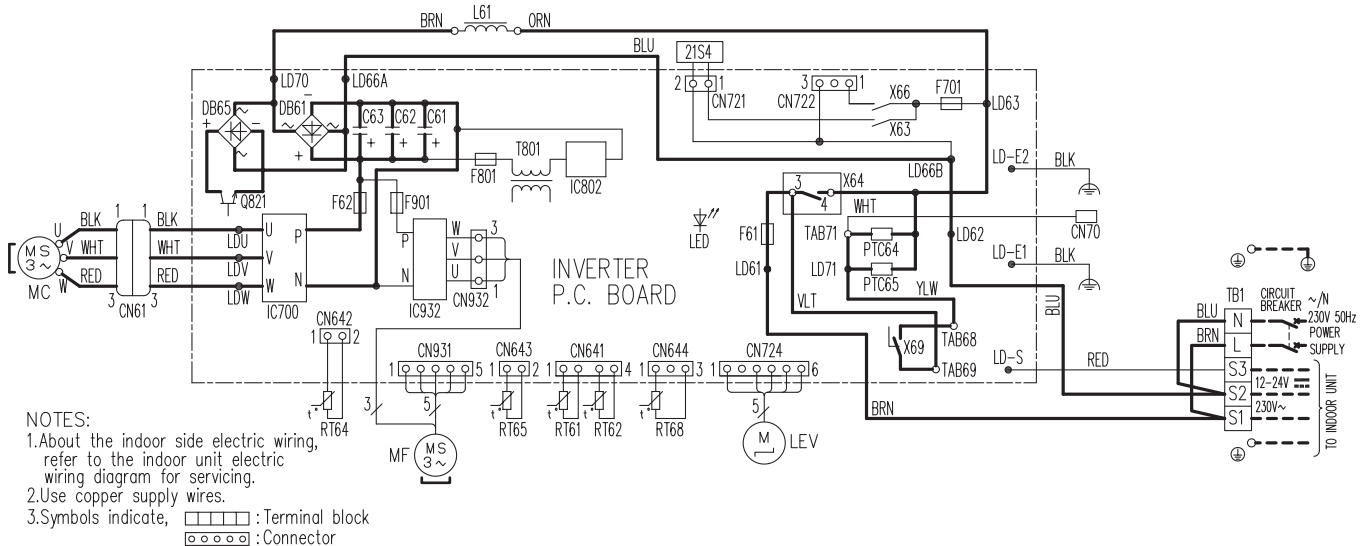 BRN L61 ORN
BLU
21S4
LD70 LD66A
2 1
CN721
3 1
CN722
X66
F701
X63
LD63
DB65 DB61
C63 C62 C61
+ - ~
T801
F801
IC802
Q821
F62
F901
LD66B
LD-E2 BLK
3 X64
4
WHT
CN70
LED
F61
TAB71
PTC64
LD62
LD61
LD71
PTC65
LD-E1 BLK
YLW
VLT
BLU
X69
TAB68
TAB69
LD-S RED
BRN
U BLK 1 1 BLK LDU U P
V WHT WHT LDV V
W RED 3 3 RED LDW W N
MS
3~
MC
CN61
IC700
P
N
IC932
W 3
V
U 1
CN932
INVERTER
P.C. BOARD
CN642
1 2
CN931
1 5
CN643
1 2
CN641
1 4
CN644
1 3
CN724
1 6
t° RT64
3
5
t° RT65
t° RT61
t° RT62
t° RT68
5
MF
MS
3~
M
LEV
TB1
CIRCUIT
BREAKER
~/N
230V 50Hz
POWER
SUPPLY
BLU N
BRN L
S3
12-24V
S2
230V~
S1
TO INDOOR UNIT
NOTES:
1.About the indoor side electric wiring,
refer to the indoor unit electric
wiring diagram for servicing.
2.Use copper supply wires.
3.Symbols indicate, : Terminal block
: Connector